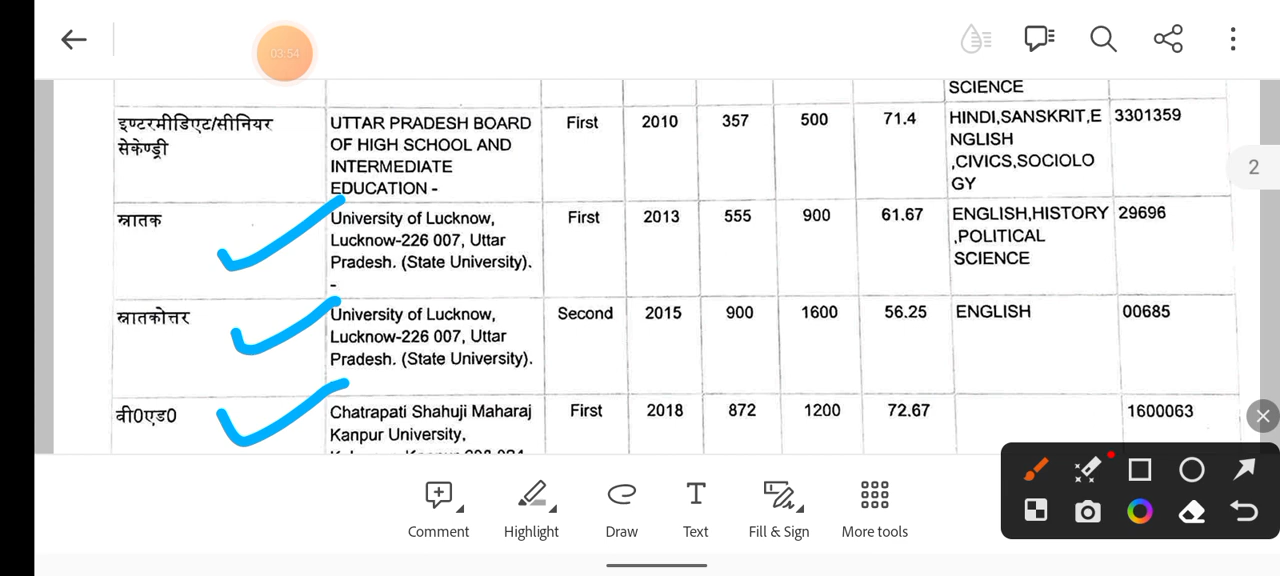 03:54
SCIENCE
इण्टरमीडिएट/सीनियर
सेकेण्ड्री
UTTAR PRADESH BOARD
OF HIGH SCHOOL AND
INTERMEDIATE
EDUCATION -
First
2010
357
500
71.4
HINDI,SANSKRIT,E
NGLISH
,CIVICS,SOCIOLO
GY
3301359
2
स्नातक
University of Lucknow,
Lucknow-226 007, Uttar
Pradesh. (State University).
-
First
2013
555
900
61.67
ENGLISH,HISTORY
,POLITICAL
SCIENCE
29696
स्नातकोत्तर
University of Lucknow,
Lucknow-226 007, Uttar
Pradesh. (State University).
Second
2015
900
1600
56.25
ENGLISH
00685
वी0एड0
Chatrapati Shahuji Maharaj
Kanpur University,
First
2018
872
1200
72.67
1600063
Comment
Highlight
Draw
Text
Fill & Sign
More tools